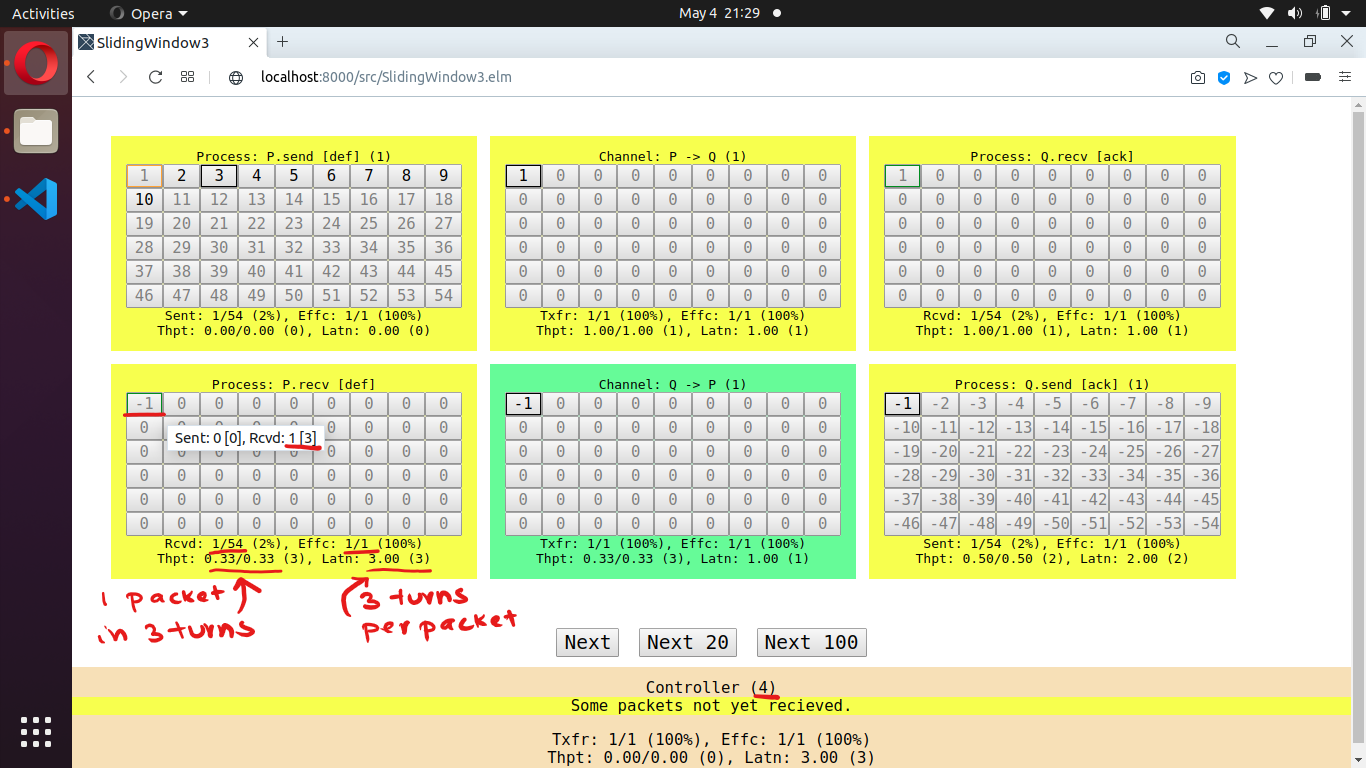 Activities Opera May 4 21:29
SlidingWindow3
localhost:8000/src/SlidingWindow3.elm
Process: P.send [def] (1)
1 2 3 4 5 6 7 8 9
10 11 12 13 14 15 16 17 18
19 20 21 22 23 24 25 26 27
28 29 30 31 32 33 34 35 36
37 38 39 40 41 42 43 44 45
46 47 48 49 50 51 52 53 54
Sent: 1/54 (2%), Effc: 1/1 (100%)
Thpt: 0.00/0.00 (0), Latn: 0.00 (0)
Channel: P -> Q (1)
1 0 0 0 0 0 0 0 0
0 0 0 0 0 0 0 0 0
0 0 0 0 0 0 0 0 0
0 0 0 0 0 0 0 0 0
0 0 0 0 0 0 0 0 0
0 0 0 0 0 0 0 0 0
Txfr: 1/1 (100%), Effc: 1/1 (100%)
Thpt: 1.00/1.00 (1), Latn: 1.00 (1)
Process: Q.recv [ack]
1 0 0 0 0 0 0 0 0
0 0 0 0 0 0 0 0 0
0 0 0 0 0 0 0 0 0
0 0 0 0 0 0 0 0 0
0 0 0 0 0 0 0 0 0
0 0 0 0 0 0 0 0 0
Rcvd: 1/54 (2%), Effc: 1/1 (100%)
Thpt: 1.00/1.00 (1), Latn: 1.00 (1)
Process: P.recv [def]
-1 0 0 0 0 0 0 0 0
0 0 0 0 0
Sent: 0 [0], Rcvd: 1 [3]
0 0 0 0 0 0 0 0 0
0 0 0 0 0 0 0 0 0
0 0 0 0 0 0 0 0 0
0 0 0 0 0 0 0 0 0
Rcvd: 1/54 (2%), Effc: 1/1 (100%)
Thpt: 0.33/0.33 (3), Latn: 3.00 (3)
Channel: Q -> P (1)
-1 0 0 0 0 0 0 0 0
0 0 0 0 0 0 0 0 0
0 0 0 0 0 0 0 0 0
0 0 0 0 0 0 0 0 0
0 0 0 0 0 0 0 0 0
0 0 0 0 0 0 0 0 0
Txfr: 1/1 (100%), Effc: 1/1 (100%)
Thpt: 0.33/0.33 (3), Latn: 1.00 (1)
Process: Q.send [ack] (1)
-1 -2 -3 -4 -5 -6 -7 -8 -9
-10 -11 -12 -13 -14 -15 -16 -17 -18
-19 -20 -21 -22 -23 -24 -25 -26 -27
-28 -29 -30 -31 -32 -33 -34 -35 -36
-37 -38 -39 -40 -41 -42 -43 -44 -45
-46 -47 -48 -49 -50 -51 -52 -53 -54
Sent: 1/54 (2%), Effc: 1/1 (100%)
Thpt: 0.50/0.50 (2), Latn: 2.00 (2)
1 packet
in 3 turns
3 turns
per packet
Next Next 20 Next 100
Controller (4)
Some packets not yet recieved.
Txfr: 1/1 (100%), Effc: 1/1 (100%)
Thpt: 0.00/0.00 (0), Latn: 3.00 (3)